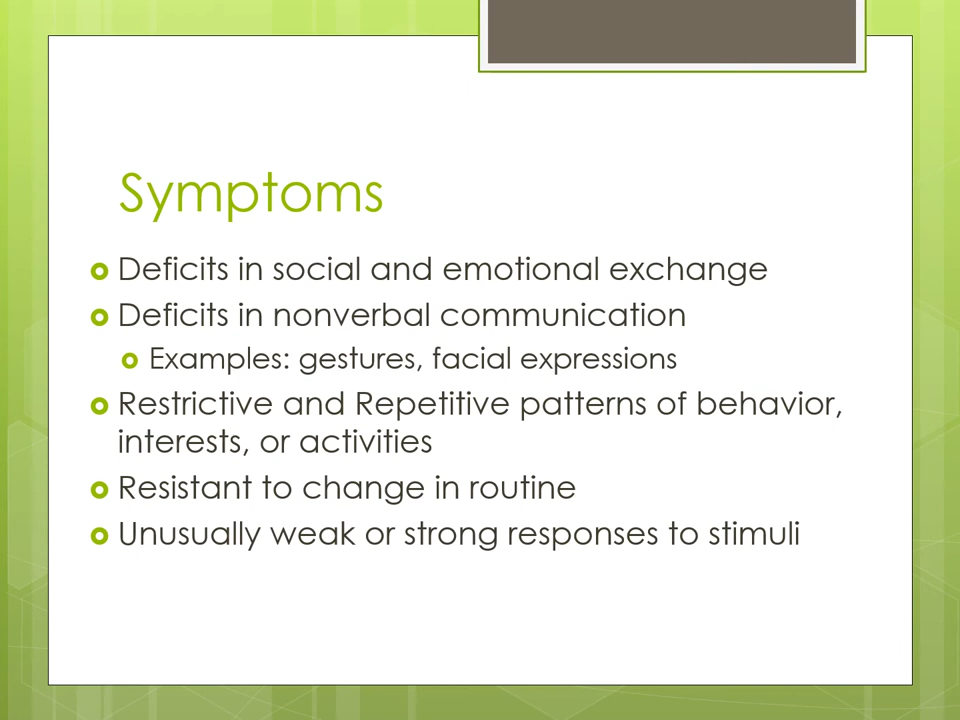 Symptoms
Deficits in social and emotional exchange
Deficits in nonverbal communication
Examples: gestures, facial expressions
Restrictive and Repetitive patterns of behavior,
interests, or activities
Resistant to change in routine
Unusually weak or strong responses to stimuli